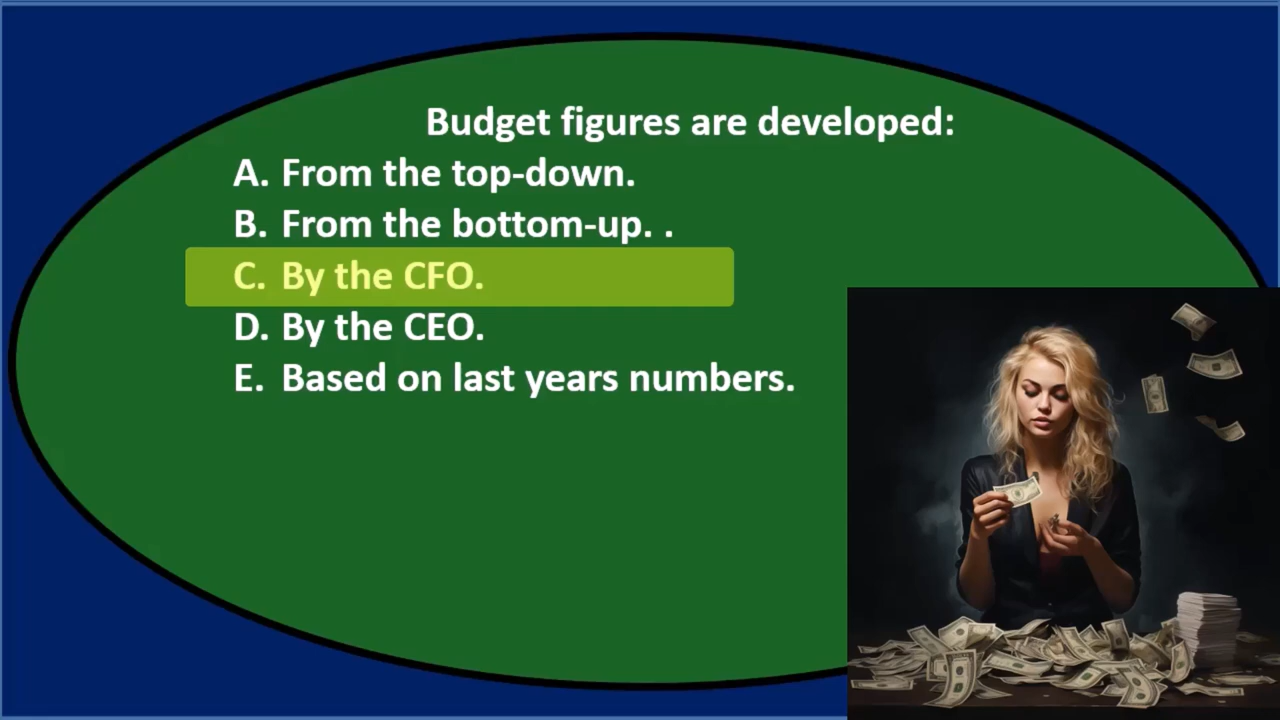 Budget figures are developed:
A. From the top-down.
B. From the bottom-up. .
C. By the CFO.
D. By the CEO.
E. Based on last years numbers.